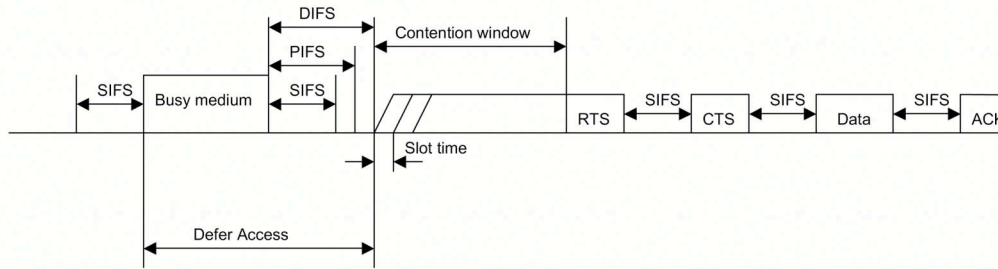 DIFS
Contention window
PIFS
SIFS
Busy medium
SIFS
RTS
SIFS
CTS
SIFS
Data
SIFS
ACK
Slot time
Defer Access